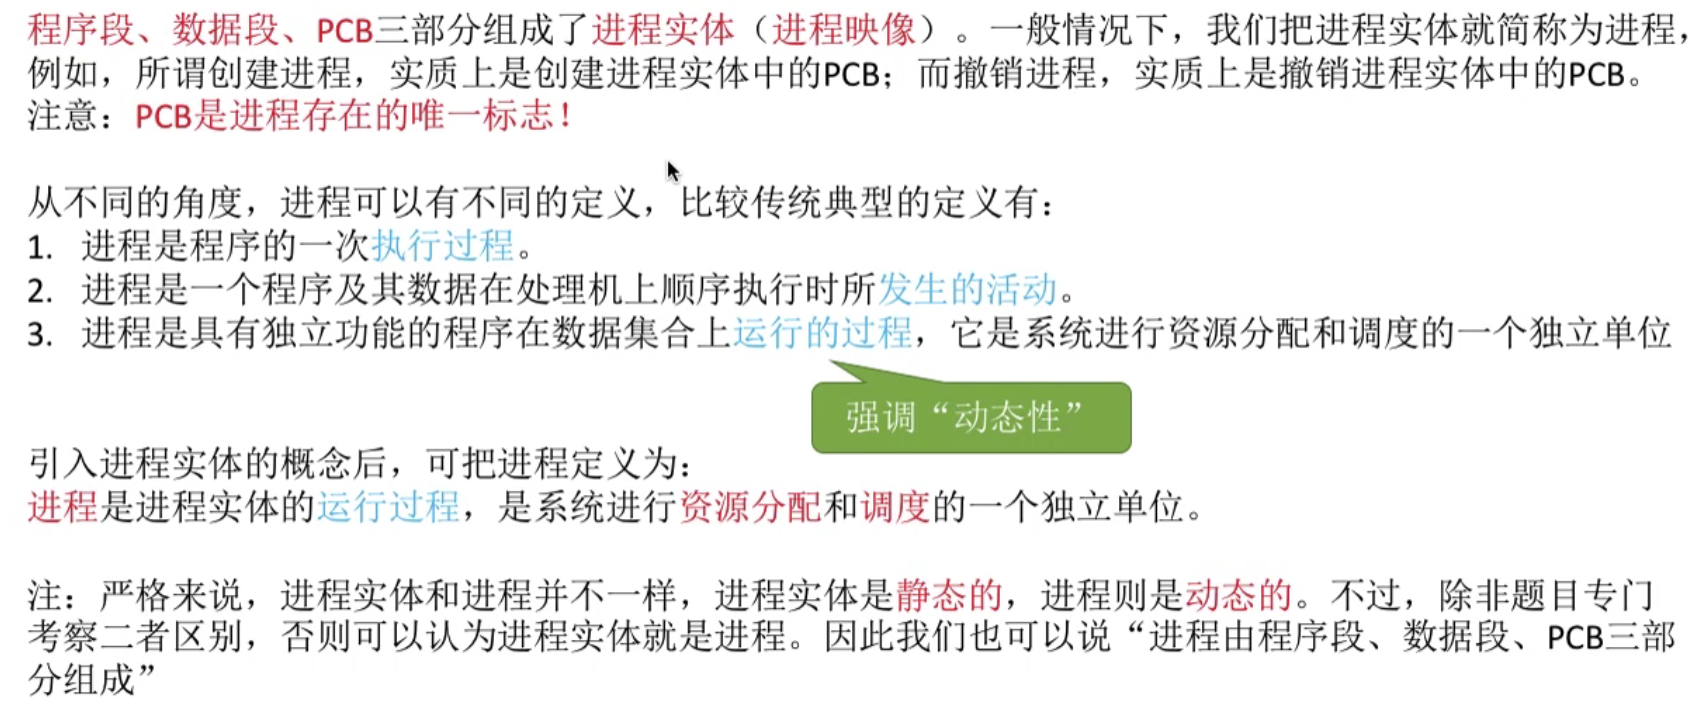 程序段、数据段、PCB三部分组成了进程实体（进程映像）。一般情况下，我们把进程实体就简称为进程，
例如，所谓创建进程，实质上是创建进程实体中的PCB；而撤销进程，实质上是撤销进程实体中的PCB。
注意：PCB是进程存在的唯一标志！
从不同的角度，进程可以有不同的定义，比较传统典型的定义有：
1. 进程是程序的一次执行过程。
2. 进程是一个程序及其数据在处理机上顺序执行时所发生的活动。
3. 进程是具有独立功能的程序在数据集合上运行的过程，它是系统进行资源分配和调度的一个独立单位
强调“动态性”
引入进程实体的概念后，可把进程定义为：
进程是进程实体的运行过程，是系统进行资源分配和调度的一个独立单位。
注：严格来说，进程实体和进程并不一样，进程实体是静态的，进程则是动态的。不过，除非题目专门
考察二者区别，否则可以认为进程实体就是进程。因此我们也可以说“进程由程序段、数据段、PCB三部
分组成”